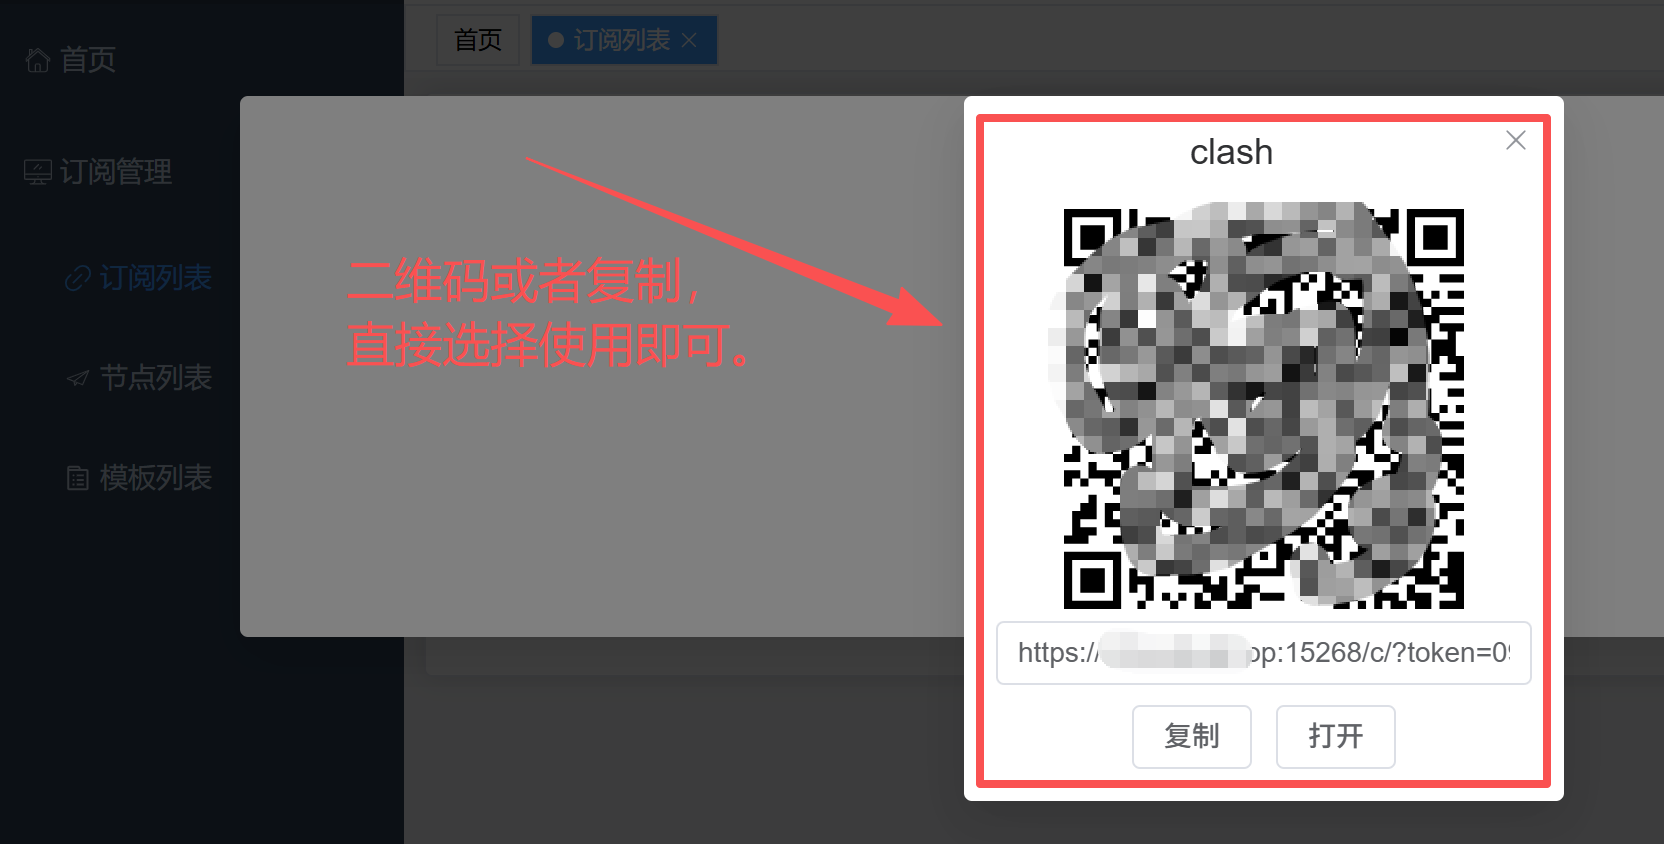 首页
订阅管理
订阅列表
节点列表
模板列表
首页
订阅列表
二维码或者复制，
直接选择使用即可。
clash
https:/
op:15268/c/?token=0
复制
打开